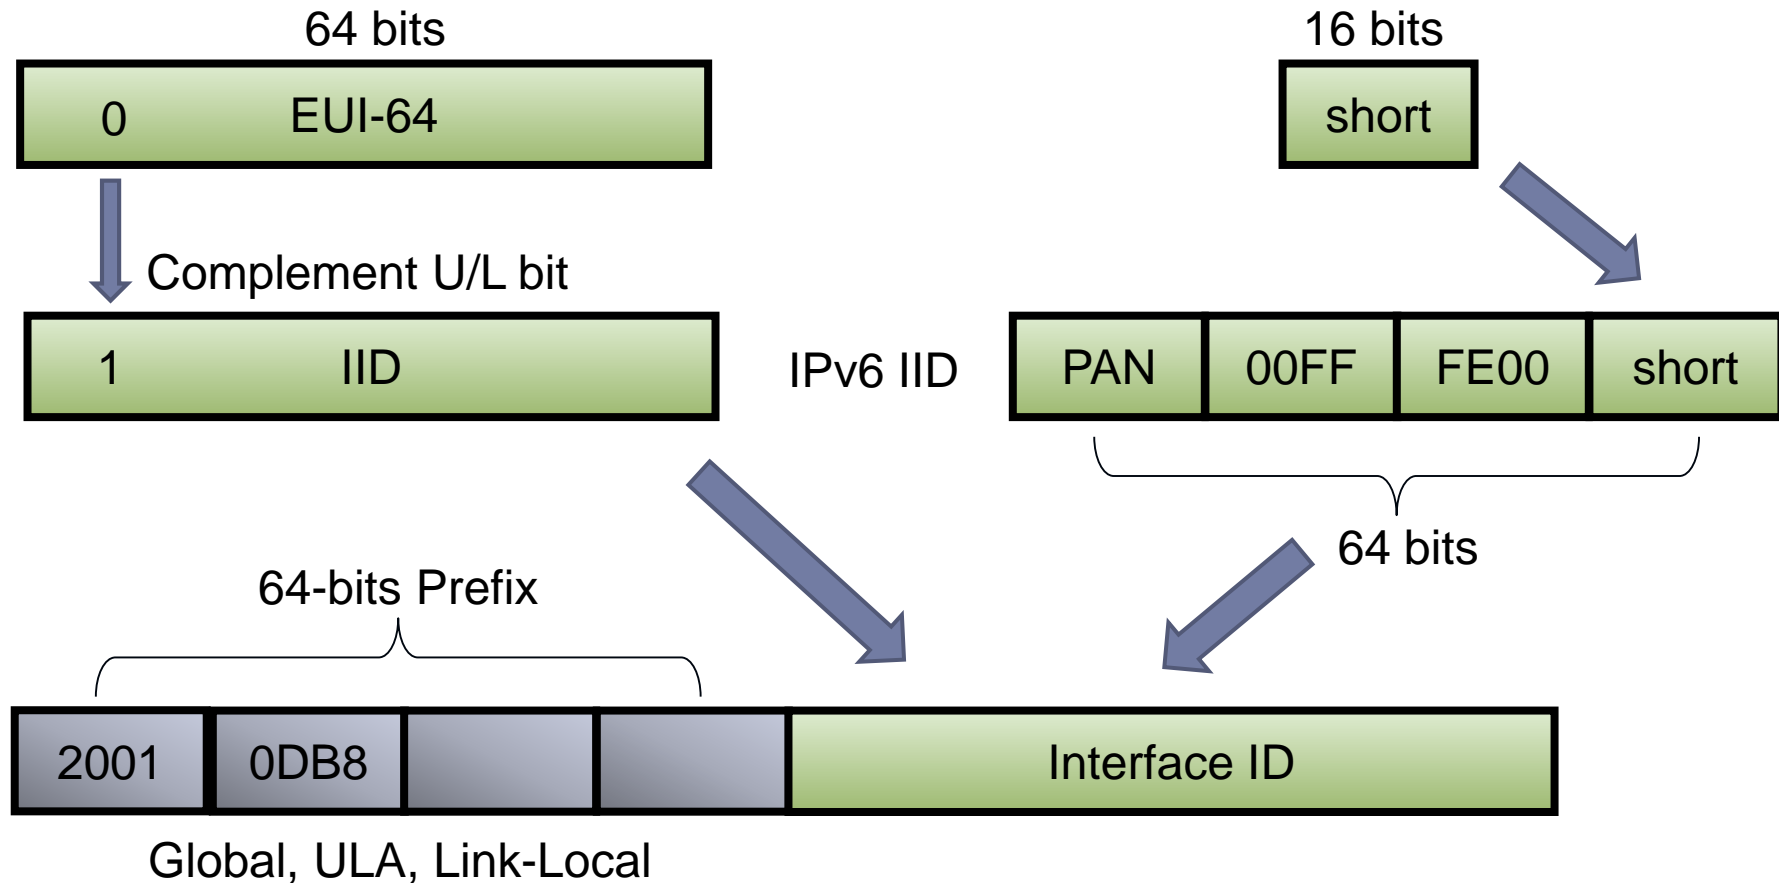 64 bits
16 bits
0 EUI-64
short
Complement U/L bit
1 IID
IPv6 IID
PAN 00FF FE00 short
64 bits
64-bits Prefix
2001 0DB8 Interface ID
Global, ULA, Link-Local